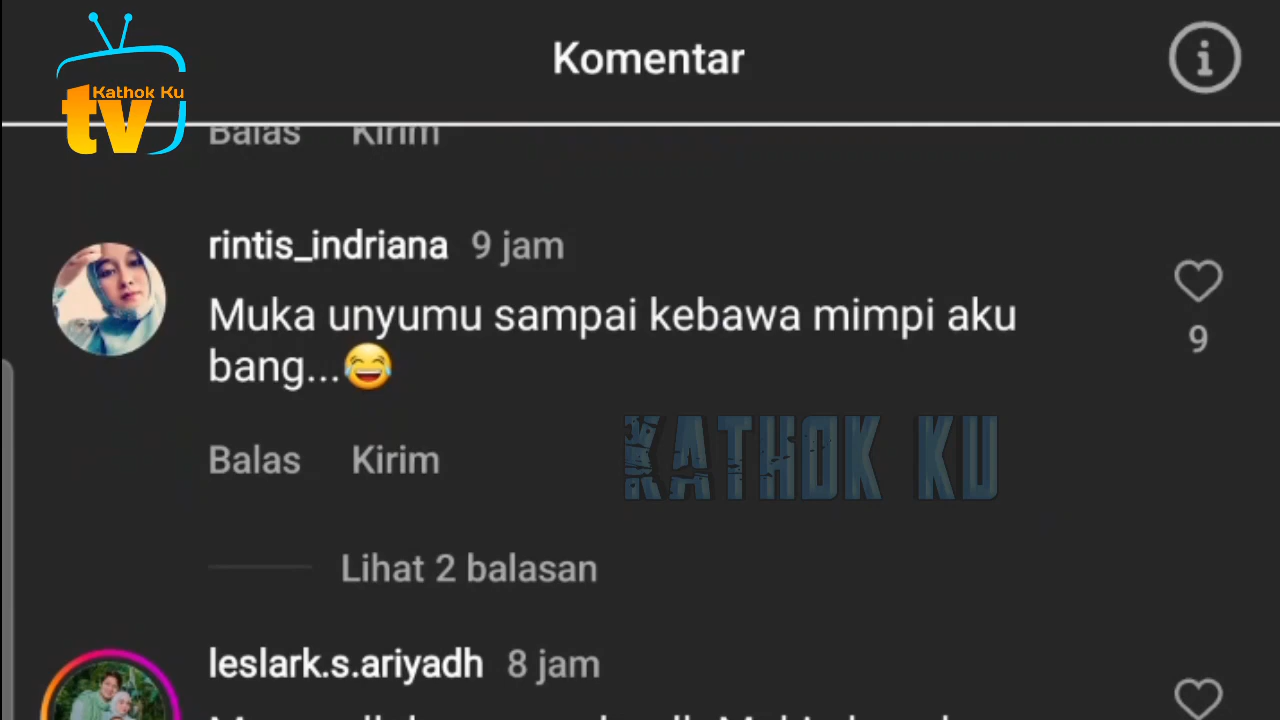 Komentar
Kathok Ku
tv
Balas Kirim
rintis_indriana 9 jam
Muka unyumu sampai kebawa mimpi aku
bang...😂
9
Balas Kirim
KATHOK KU
Lihat 2 balasan
leslark.s.ariyadh 8 jam